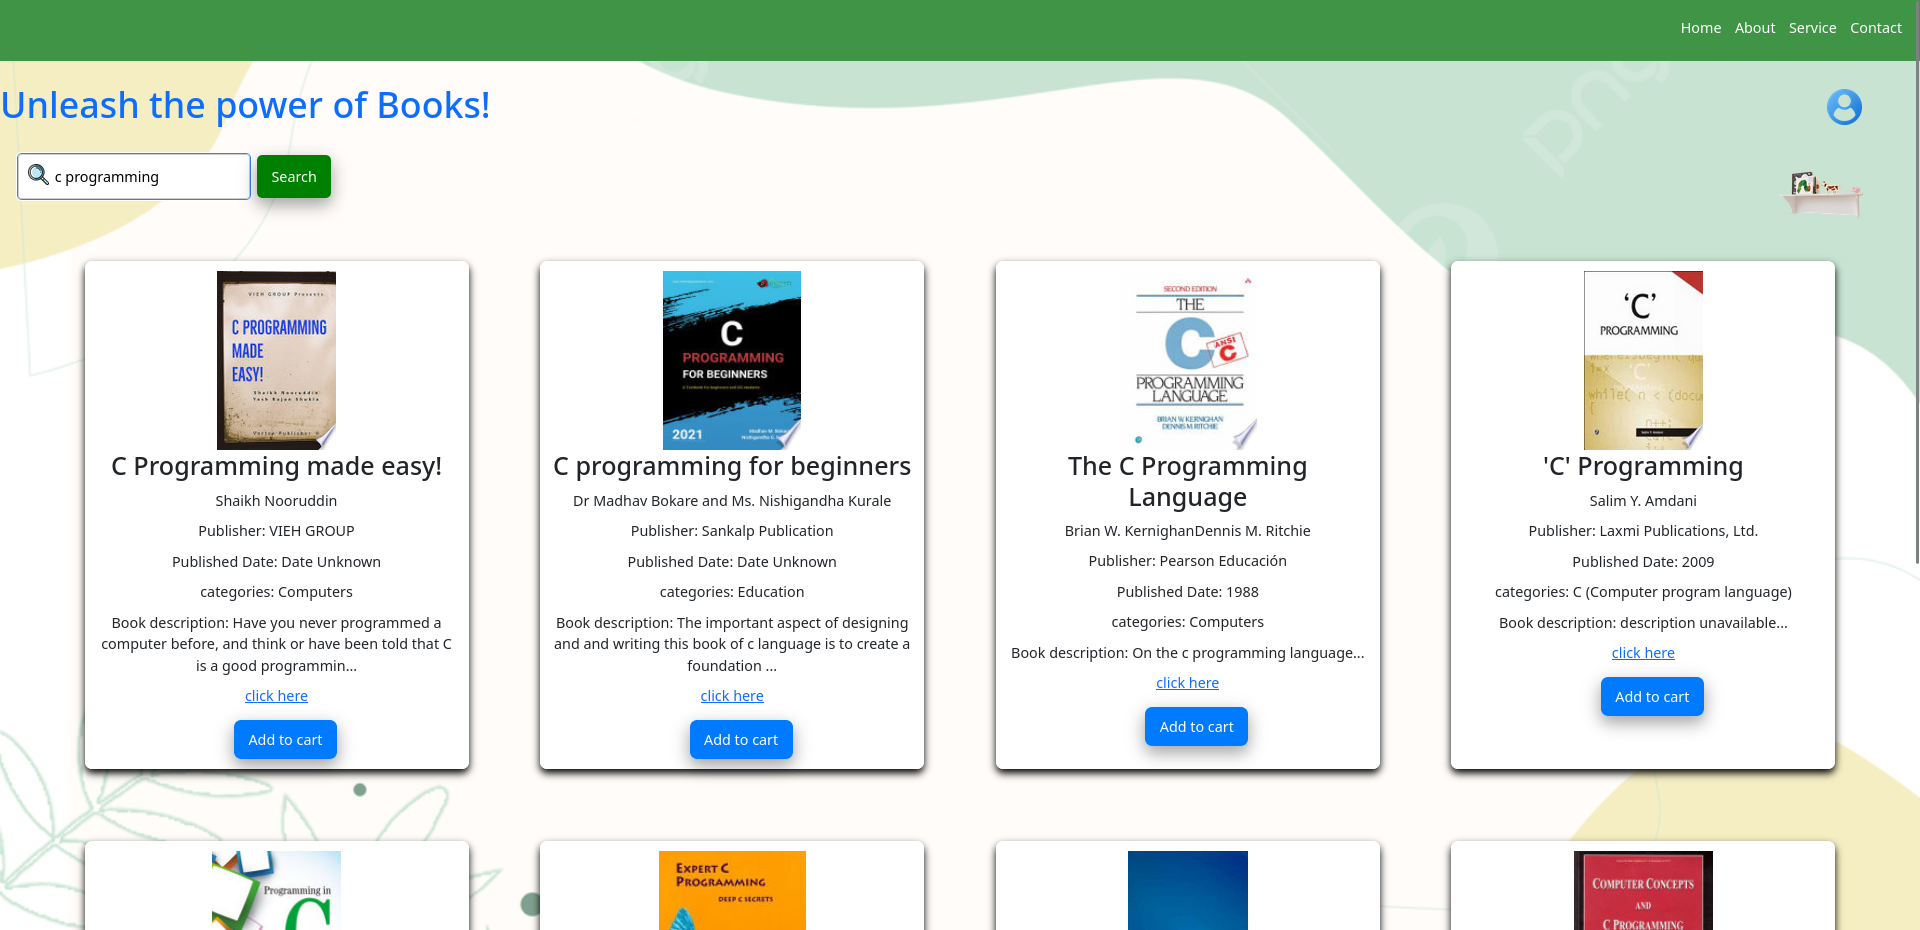 Home About Service Contact
Unleash the power of Books!
c programming
Search
VIEH GROUP Presents
C PROGRAMMING
MADE
EASY!
Shaikh Nooruddin
Yash Rajan Shukla
C Programming made easy!
Shaikh Nooruddin
Publisher: VIEH GROUP
Published Date: Date Unknown
categories: Computers
Book description: Have you never programmed a
computer before, and think or have been told that C
is a good programmin...
click here
Add to cart
C
PROGRAMMING
FOR BEGINNERS
2021
C programming for beginners
Dr Madhav Bokare and Ms. Nishigandha Kurale
Publisher: Sankalp Publication
Published Date: Date Unknown
categories: Education
Book description: The important aspect of designing
and and writing this book of c language is to create a
foundation ...
click here
Add to cart
SECOND EDITION
THE
C
ANSI
C
PROGRAMMING
LANGUAGE
BRIAN W. KERNIGHAN
DENNIS M. RITCHIE
The C Programming
Language
Brian W. KernighanDennis M. Ritchie
Publisher: Pearson Educación
Published Date: 1988
categories: Computers
Book description: On the c programming language...
click here
Add to cart
'C'
PROGRAMMING
'C' Programming
Salim Y. Amdani
Publisher: Laxmi Publications, Ltd.
Published Date: 2009
categories: C (Computer program language)
Book description: description unavailable...
click here
Add to cart
Programming in
C
EXPERT C
PROGRAMMING
DEEP C SECRETS
COMPUTER CONCEPTS
AND
C PROGRAMMING